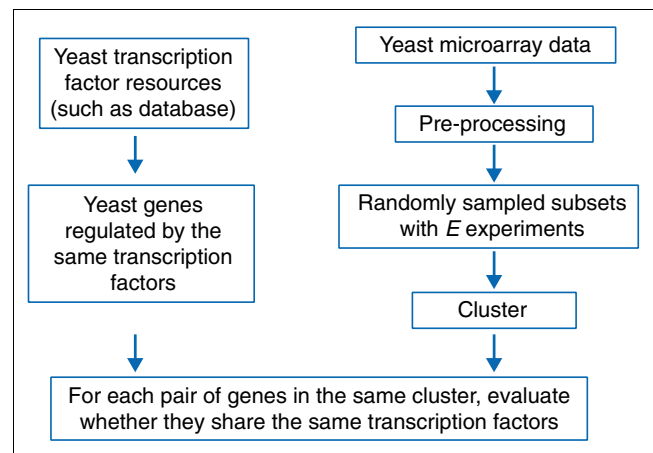 Yeast transcription
factor resources
(such as database)
Yeast genes
regulated by the
same transcription
factors
Yeast microarray data
Pre-processing
Randomly sampled subsets
with E experiments
Cluster
For each pair of genes in the same cluster, evaluate
whether they share the same transcription factors